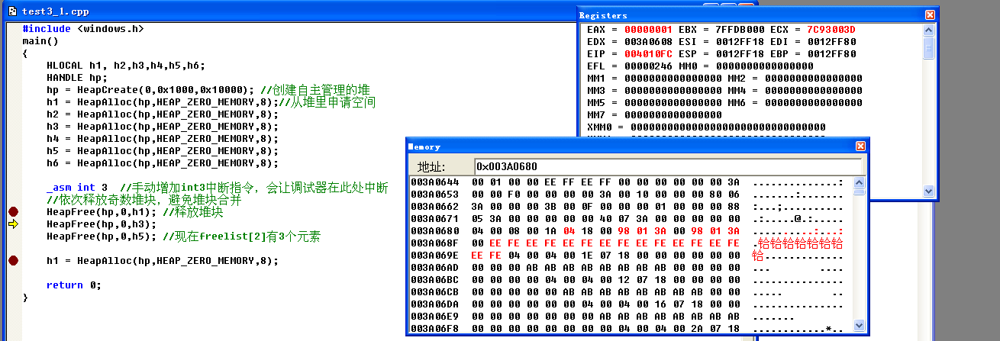 test3_1.cpp
#include <windows.h>
main()
{
HLOCAL h1, h2,h3,h4,h5,h6;
HANDLE hp;
hp = HeapCreate(0,0x1000,0x10000); //创建自主管理的堆
h1 = HeapAlloc(hp,HEAP_ZERO_MEMORY,8);//从堆里申请空间
h2 = HeapAlloc(hp,HEAP_ZERO_MEMORY,8);
h3 = HeapAlloc(hp,HEAP_ZERO_MEMORY,8);
h4 = HeapAlloc(hp,HEAP_ZERO_MEMORY,8);
h5 = HeapAlloc(hp,HEAP_ZERO_MEMORY,8);
h6 = HeapAlloc(hp,HEAP_ZERO_MEMORY,8);
_asm int 3 //手动增加int3中断指令，会让调试器在此处中断
//依次释放奇数堆块，避免堆块合并
HeapFree(hp,0,h1); //释放堆块
HeapFree(hp,0,h3);
HeapFree(hp,0,h5); //现在freelist[2]有3个元素
h1 = HeapAlloc(hp,HEAP_ZERO_MEMORY,8);
return 0;
}
Registers
EAX = 00000001 EBX = 7FFDB000 ECX = 7C93003D
EDX = 003A0608 ESI = 0012FF18 EDI = 0012FF80
EIP = 004010FC ESP = 0012FF18 EBP = 0012FF80
EFL = 00000246 MM0 = 0000000000000000
MM1 = 0000000000000000 MM2 = 0000000000000000
MM3 = 0000000000000000 MM4 = 0000000000000000
MM5 = 0000000000000000 MM6 = 0000000000000000
MM7 = 0000000000000000
XMM0 = 00000000000000000000000000000000
Memory
地址: 0x003A0680
003A0644 00 01 00 00 EE FF EE FF 00 00 00 00 00 00 3A .............:
003A0653 00 00 F0 00 00 00 00 3A 00 10 00 00 00 80 06 .......:.......
003A0662 3A 00 00 00 3B 00 0F 00 00 00 01 00 00 00 88 :...;..........
003A0671 05 3A 00 00 00 00 00 40 07 3A 00 00 00 00 00 .:.....@.:.....
003A0680 04 00 08 00 1A 04 18 00 98 01 3A 00 98 01 3A ..........:...:
003A068F 00 EE FE EE FE EE FE EE FE EE FE EE FE EE FE .铪铪铪铪铪铪铪
003A069E EE FE 04 00 04 00 1E 07 18 00 00 00 00 00 00 铪.............
003A06AD 00 00 00 AB AB AB AB AB AB AB AB 00 00 00 00 ... ....
003A06BC 00 00 00 00 04 00 04 00 12 07 18 00 00 00 00 ...............
003A06CB 00 00 00 00 00 AB AB AB AB AB AB AB AB 00 00 ..... ..
003A06DA 00 00 00 00 00 00 04 00 04 00 16 07 18 00 00 ...............
003A06E9 00 00 00 00 00 00 00 AB AB AB AB AB AB AB AB .......
003A06F8 00 00 00 00 00 00 00 00 04 00 04 00 2A 07 18 ............*..